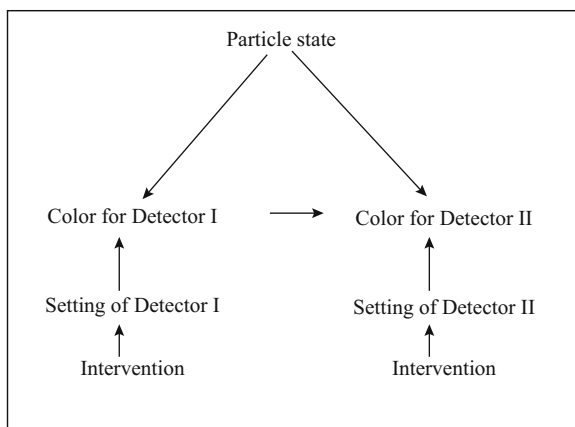 Particle state
Color for Detector I
Color for Detector II
Setting of Detector I
Setting of Detector II
Intervention
Intervention